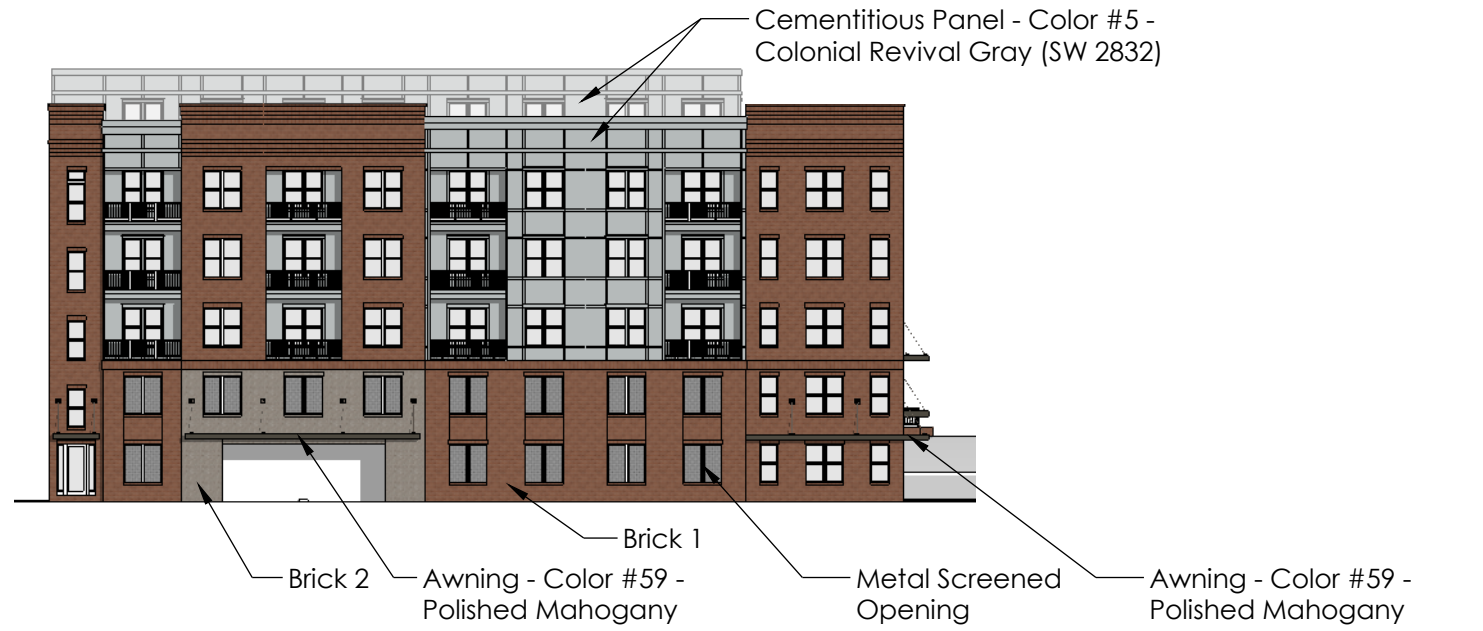 Cementitious Panel - Color #5 -
Colonial Revival Gray (SW 2832)
Brick 1
Brick 2
Awning - Color #59 -
Polished Mahogany
Metal Screened
Opening
Awning - Color #59 -
Polished Mahogany